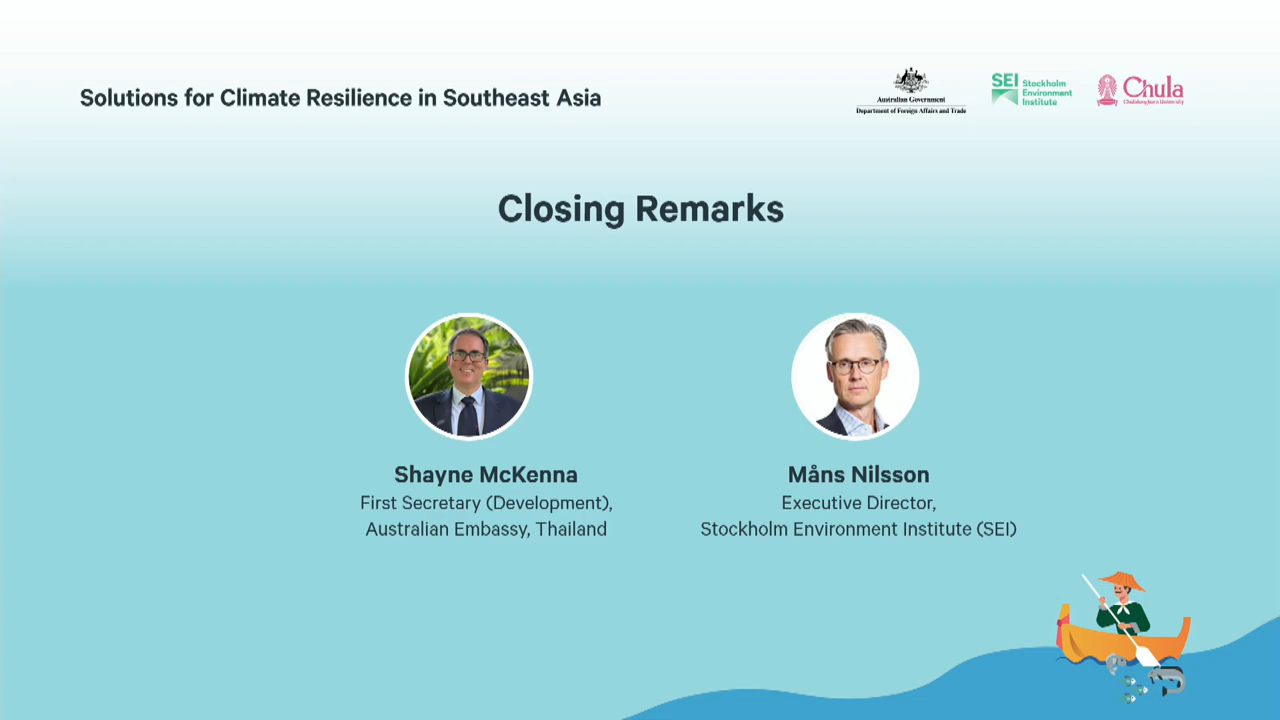 Solutions for Climate Resilience in Southeast Asia
Australian Government
Department of Foreign Affairs and Trade
SEI Stockholm
Environment
Institute
Chula
Chulalongkorn University
Closing Remarks
Shayne McKenna
First Secretary (Development),
Australian Embassy, Thailand
Måns Nilsson
Executive Director,
Stockholm Environment Institute (SEI)